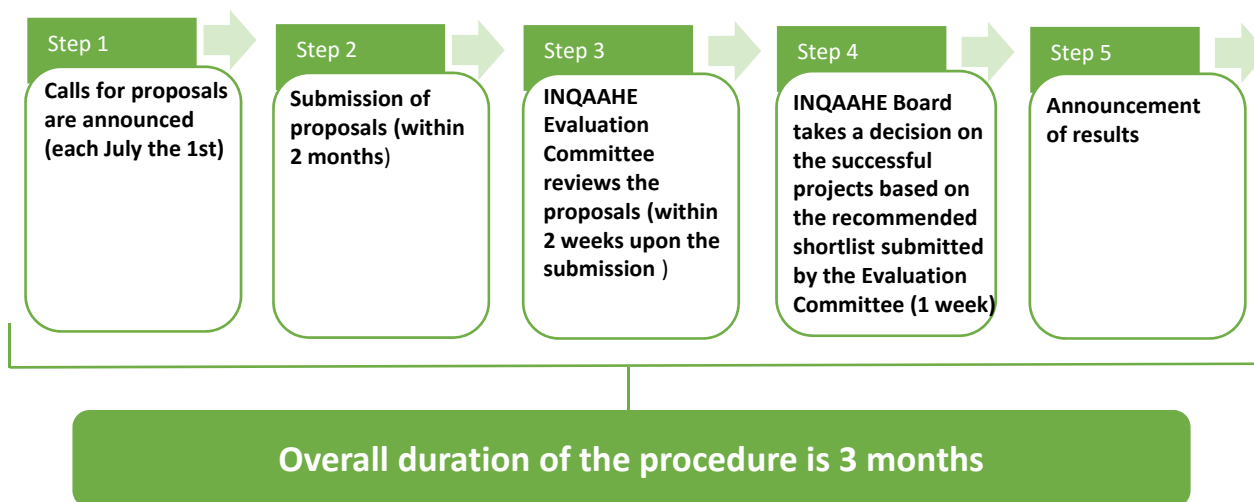 Step 1
Calls for proposals
are announced
(each July the 1st)
Step 2
Submission of
proposals (within
2 months)
Step 3
INQAAHE
Evaluation
Committee
reviews the
proposals (within
2 weeks upon the
submission )
Step 4
INQAAHE Board
takes a decision on
the successful
projects based on
the recommended
shortlist submitted
by the Evaluation
Committee (1 week)
Step 5
Announcement
of results
Overall duration of the procedure is 3 months